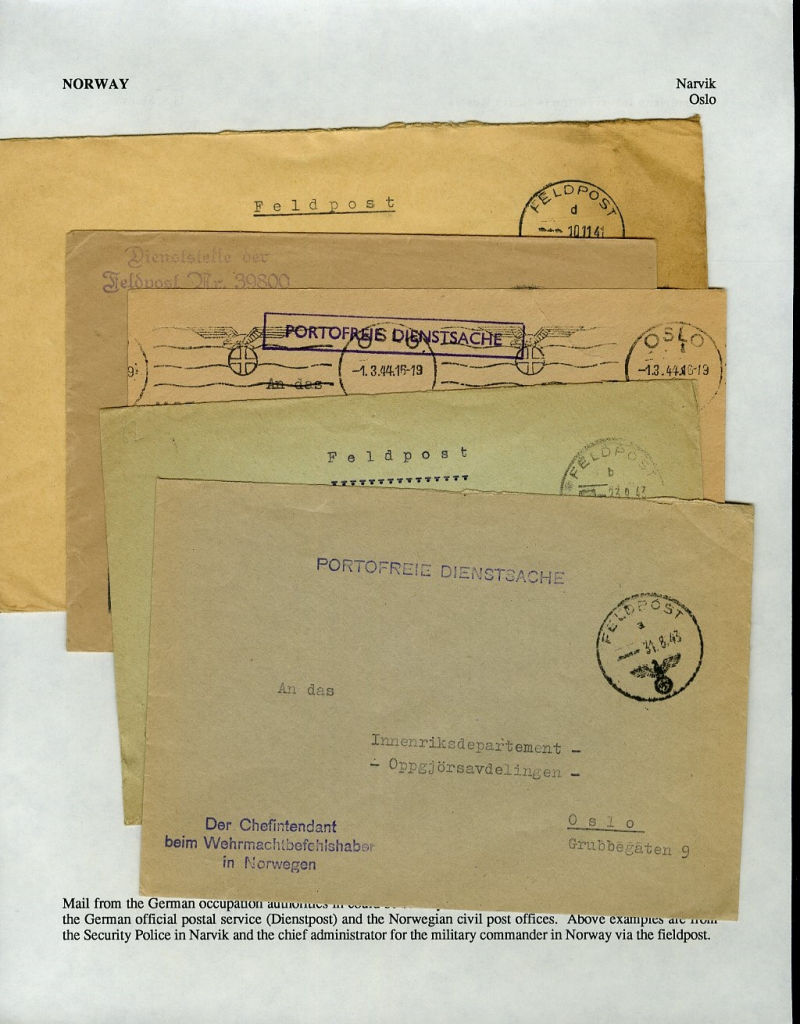 NORWAY
Narvik
Oslo
Feldpost
FELDPOST
d
10.11.41
Dienststelle der
Feldpost Nr. 39800
PORTOFREIE DIENSTSACHE
OSLO
-1.3.44.16-19
OSLO
-1.3.44.16-19
An das
Feldpost
FELDPOST
b
PORTOFREIE DIENSTSACHE
FELDPOST
a
31.8.43
An das
Innenriksdepartement -
- Oppgjörsavdelingen -
Oslo
Grubbegaten 9
Der Chefintendant
beim Wehrmachtbefehlshaber
in Norwegen
Mail from the German occupation authorities in could
the German official postal service (Dienstpost) and the Norwegian civil post offices. Above examples are from
the Security Police in Narvik and the chief administrator for the military commander in Norway via the fieldpost.